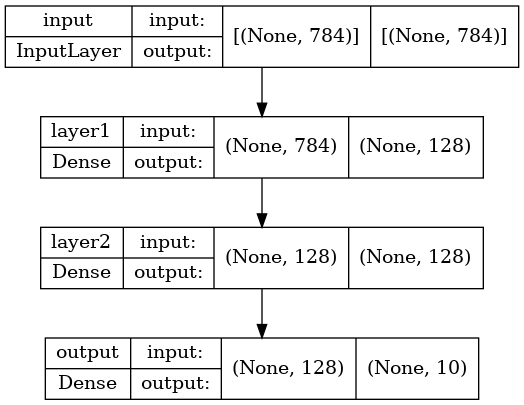 input input: [(None, 784)] [(None, 784)]
InputLayer output:
layer1 input: (None, 784) (None, 128)
Dense output:
layer2 input: (None, 128) (None, 128)
Dense output:
output input: (None, 128) (None, 10)
Dense output: